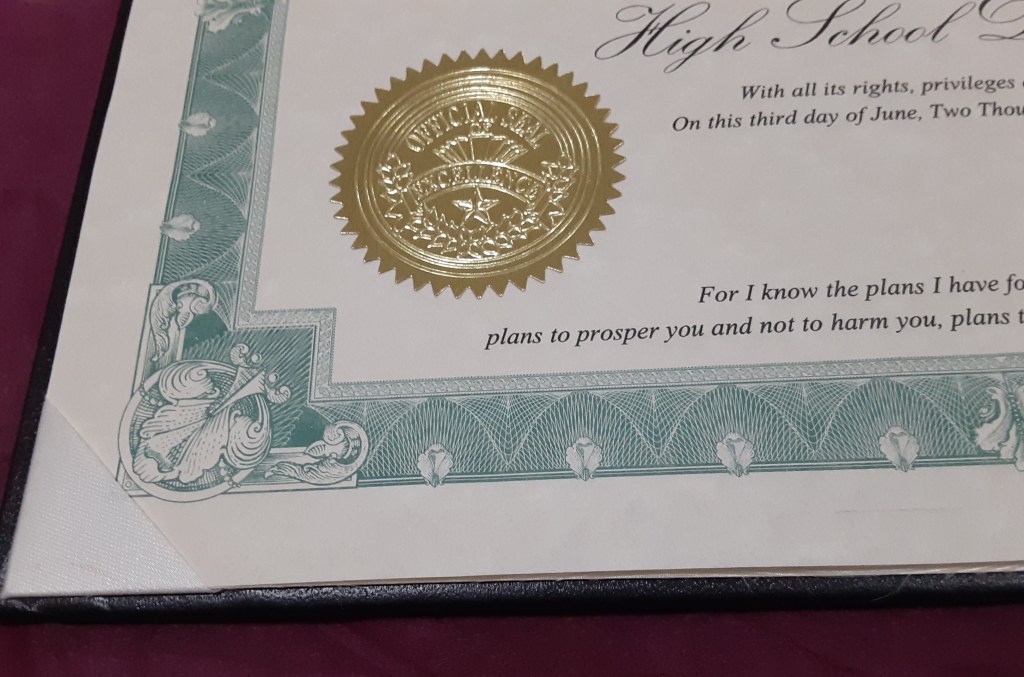 High School D
With all its rights, privileges
On this third day of June, Two Thou
OFFICIAL SEAL
OF
EXCELLENCE
For I know the plans I have fo
plans to prosper you and not to harm you, plans t